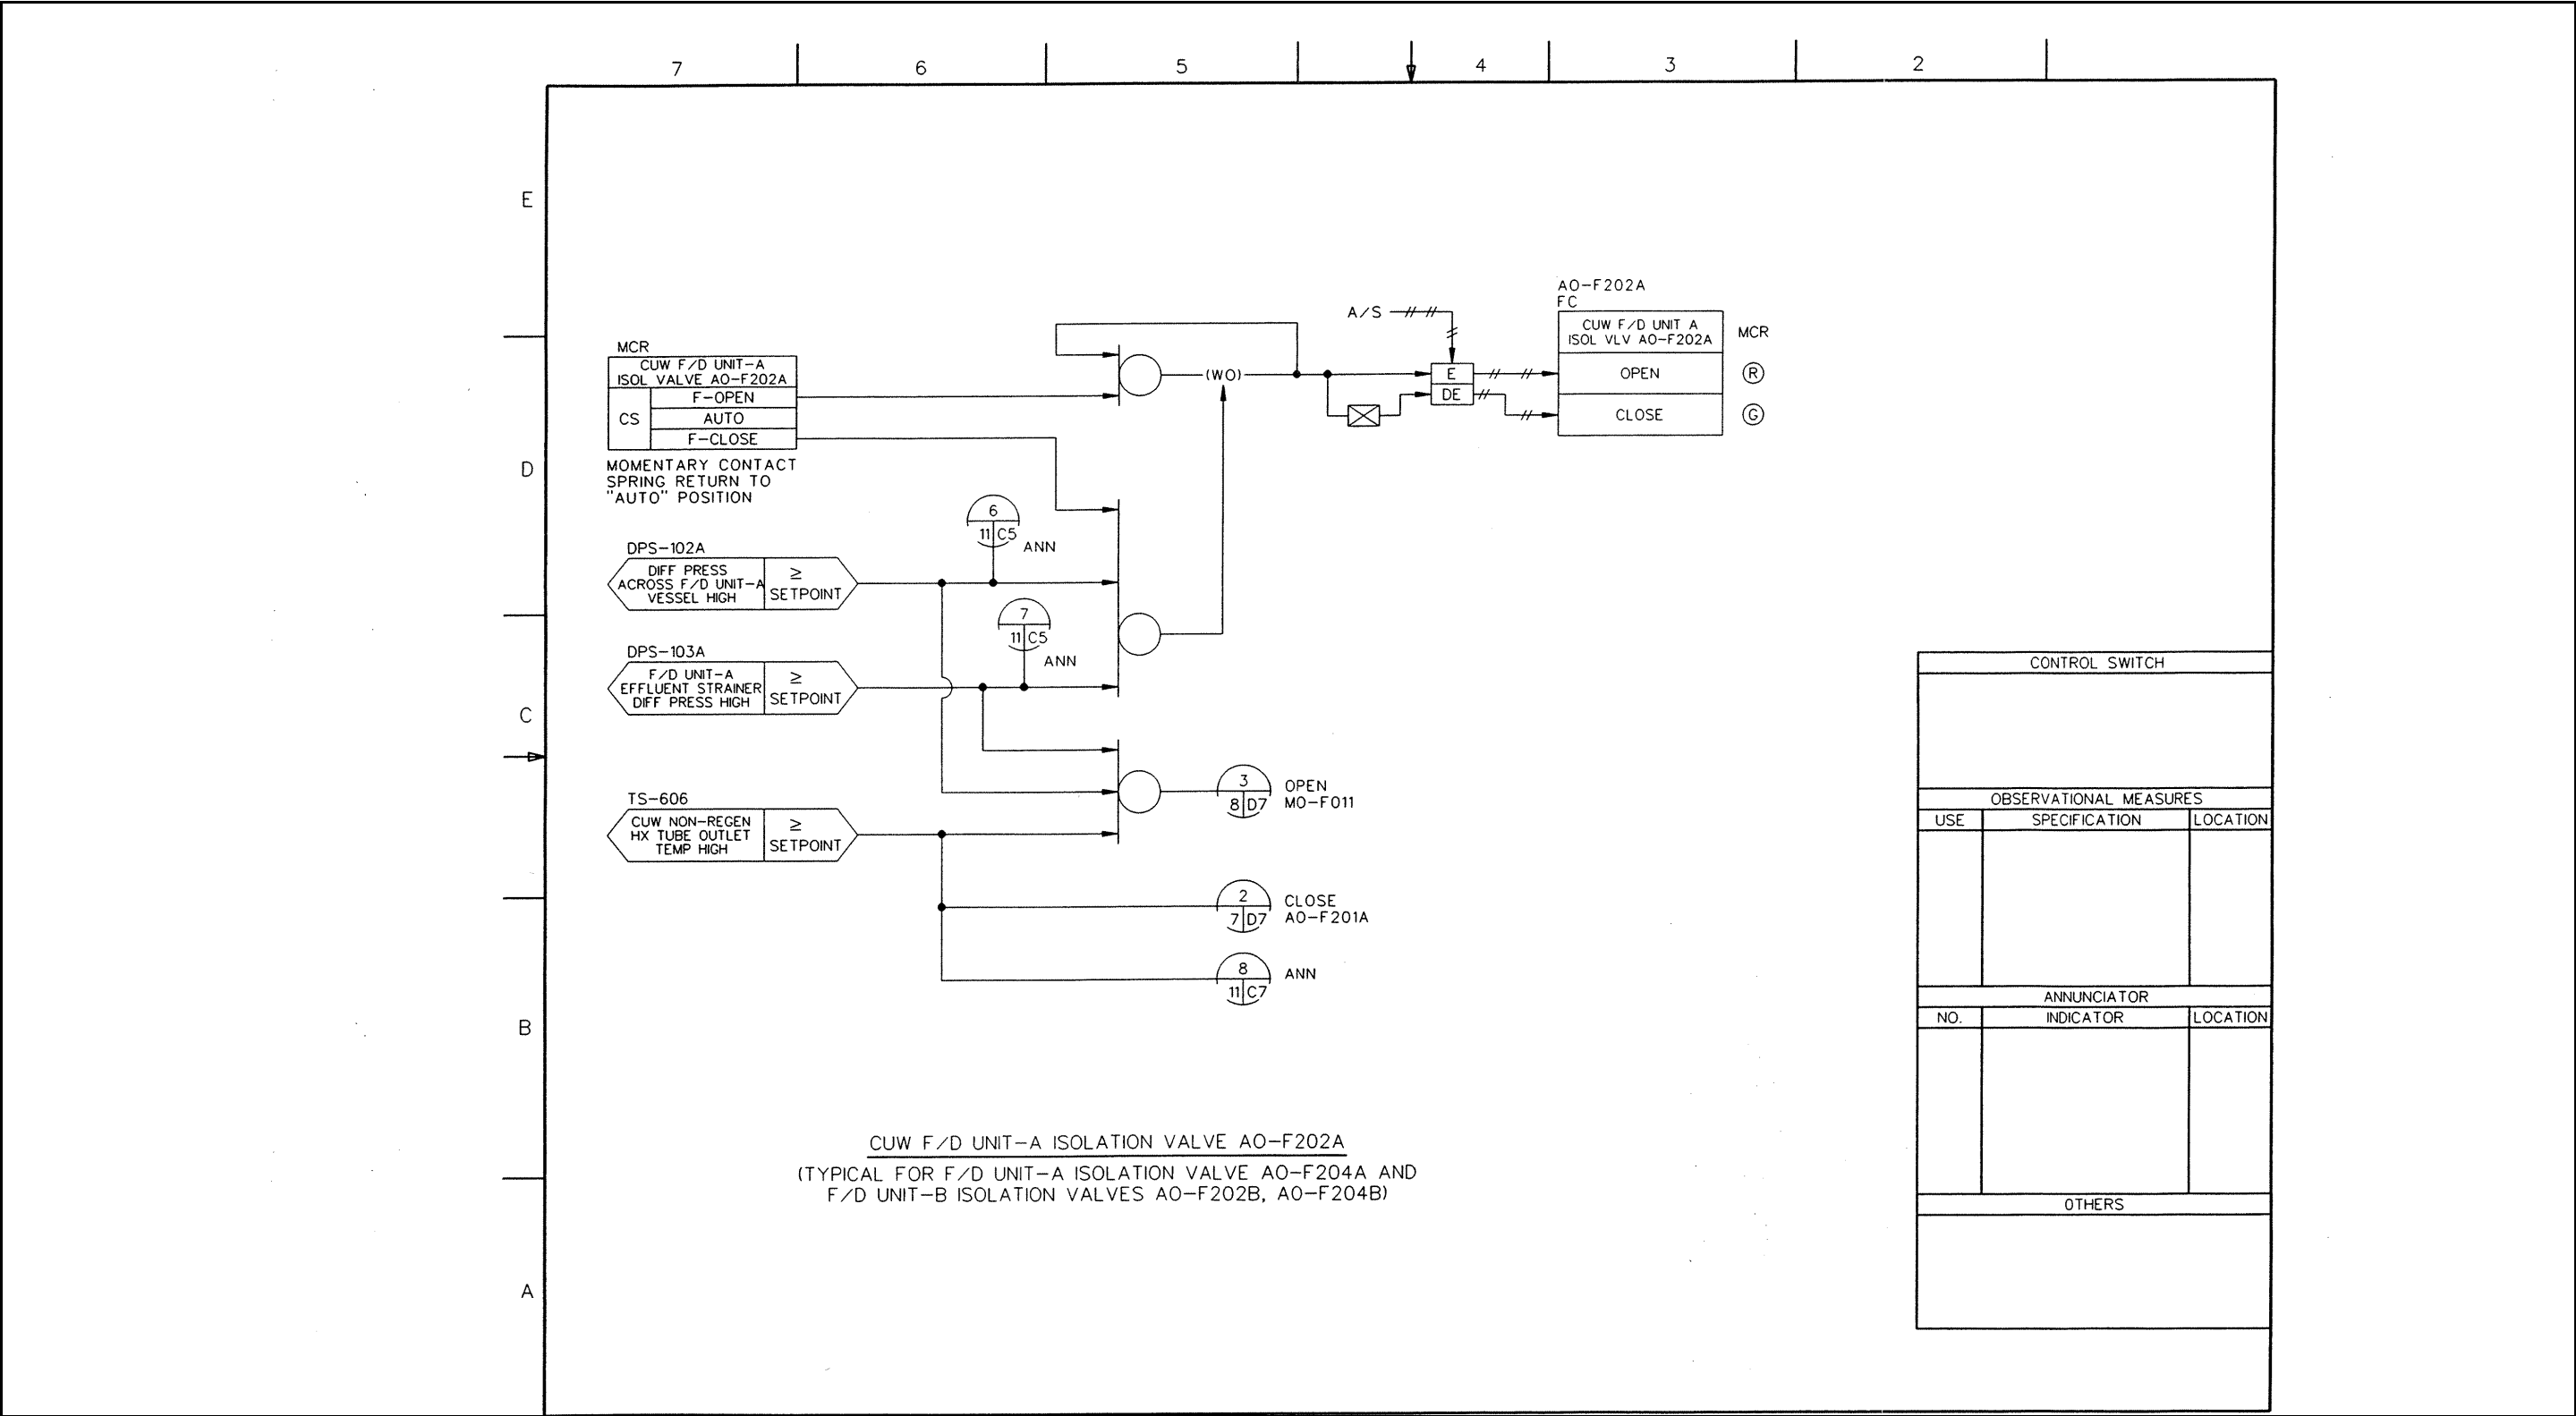 7 6 5 4 3 2
E
D
C
B
A
MCR
CUW F/D UNIT-A
ISOL VALVE AO-F202A
CS
F-OPEN
AUTO
F-CLOSE
MOMENTARY CONTACT
SPRING RETURN TO
"AUTO" POSITION
(WO)
A/S
E
DE
AO-F202A
FC
CUW F/D UNIT A
ISOL VLV AO-F202A
MCR
OPEN
R
CLOSE
G
6
11 C5
ANN
DPS-102A
DIFF PRESS
ACROSS F/D UNIT-A
VESSEL HIGH
≥
SETPOINT
7
11 C5
ANN
DPS-103A
F/D UNIT-A
EFFLUENT STRAINER
DIFF PRESS HIGH
≥
SETPOINT
3
8 D7
OPEN
MO-F011
TS-606
CUW NON-REGEN
HX TUBE OUTLET
TEMP HIGH
≥
SETPOINT
2
7 D7
CLOSE
AO-F201A
8
11 C7
ANN
CUW F/D UNIT-A ISOLATION VALVE AO-F202A
(TYPICAL FOR F/D UNIT-A ISOLATION VALVE AO-F204A AND
F/D UNIT-B ISOLATION VALVES AO-F202B, AO-F204B)
CONTROL SWITCH
OBSERVATIONAL MEASURES
USE SPECIFICATION LOCATION
ANNUNCIATOR
NO. INDICATOR LOCATION
OTHERS